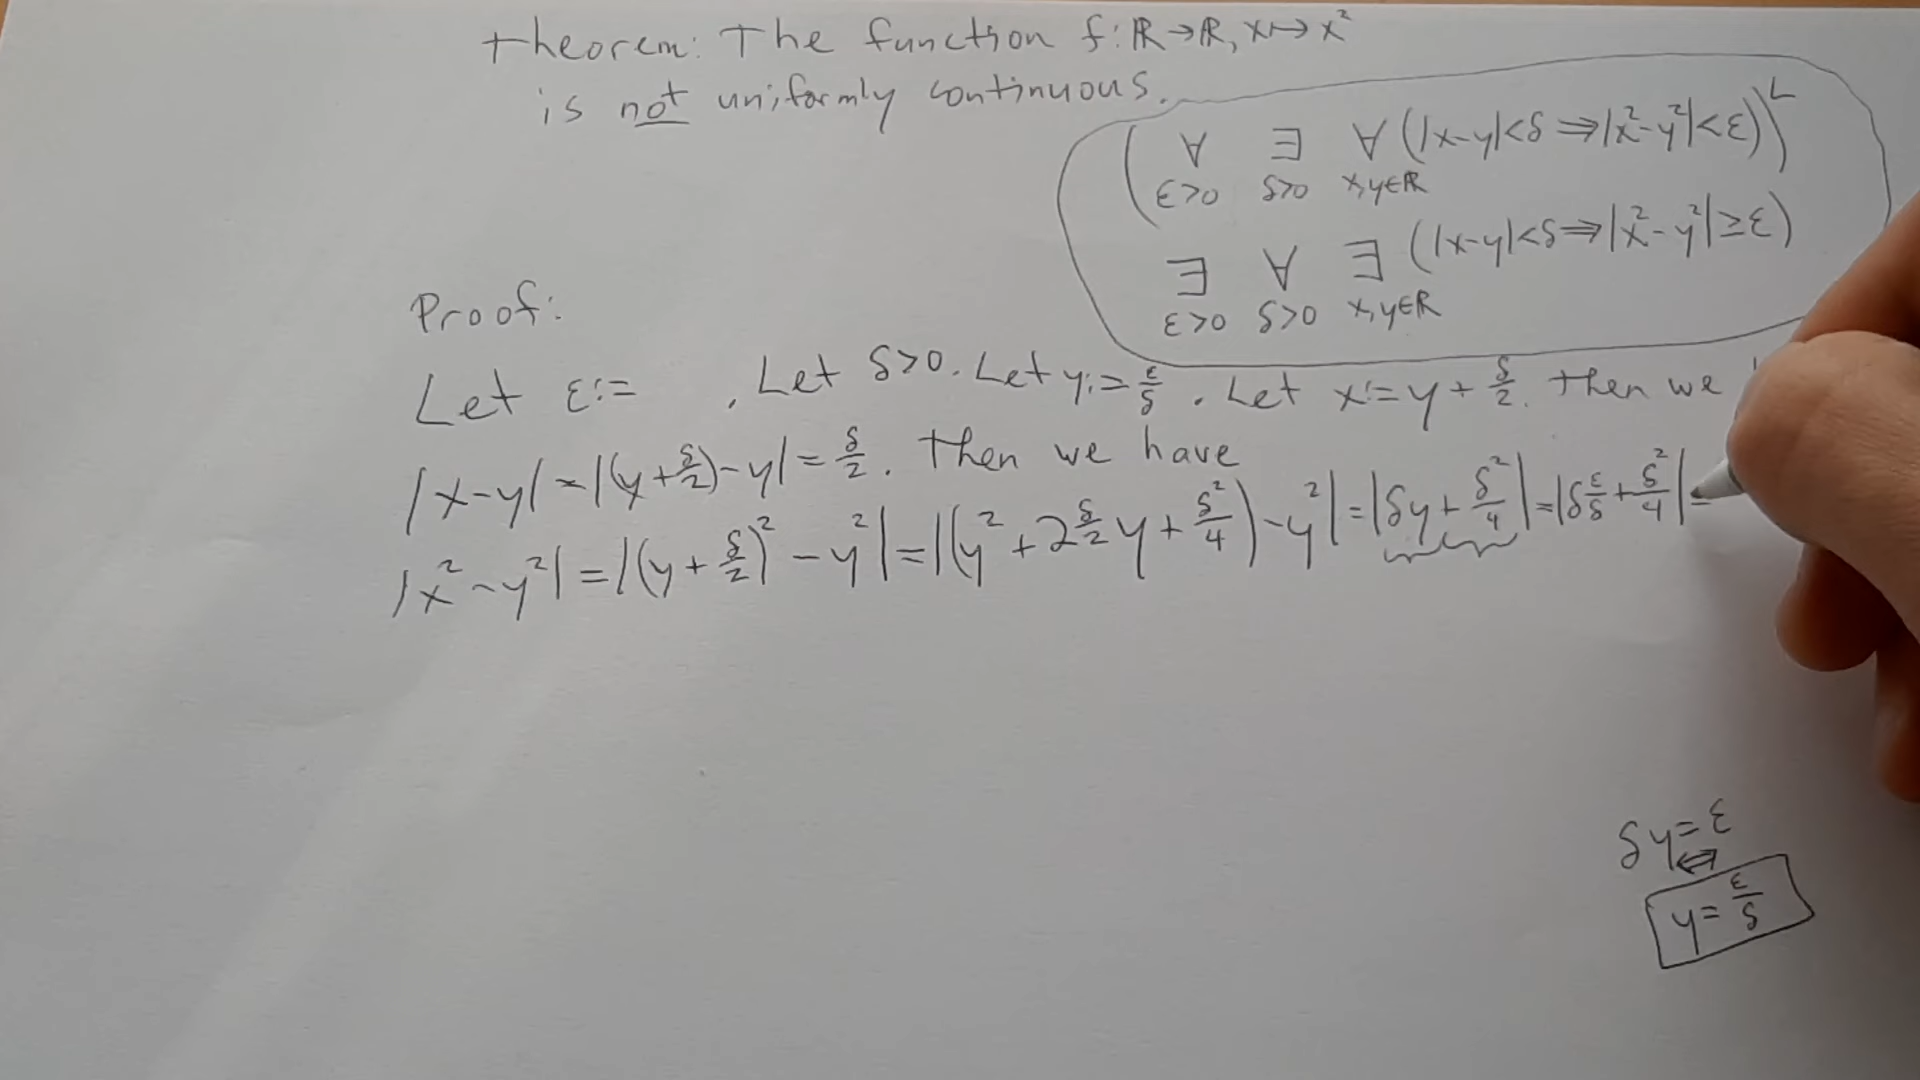 Theorem: The function f: ℝ→ℝ, x↦x²
is not uniformly continuous.
(∀ ε>0 ∃ δ>0 ∀ x,y∈ℝ (|x-y|<δ ⇒ |x²-y²|<ε))ᒪ
∃ ε>0 ∀ δ>0 ∃ x,y∈ℝ (|x-y|<δ ⇒ |x²-y²|≥ε)
Proof:
Let ε:= . Let δ>0. Let y:= ε/δ. Let x:= y + δ/2. Then we
|x-y| = |(y+δ/2)-y| = δ/2. Then we have
|x²-y²| = |(y+δ/2)²-y²| = |(y²+2 δ/2 y + δ²/4)-y²| = |δy + δ²/4| = |δ ε/δ + δ²/4| =
δy = ε
⇔
y = ε/δ